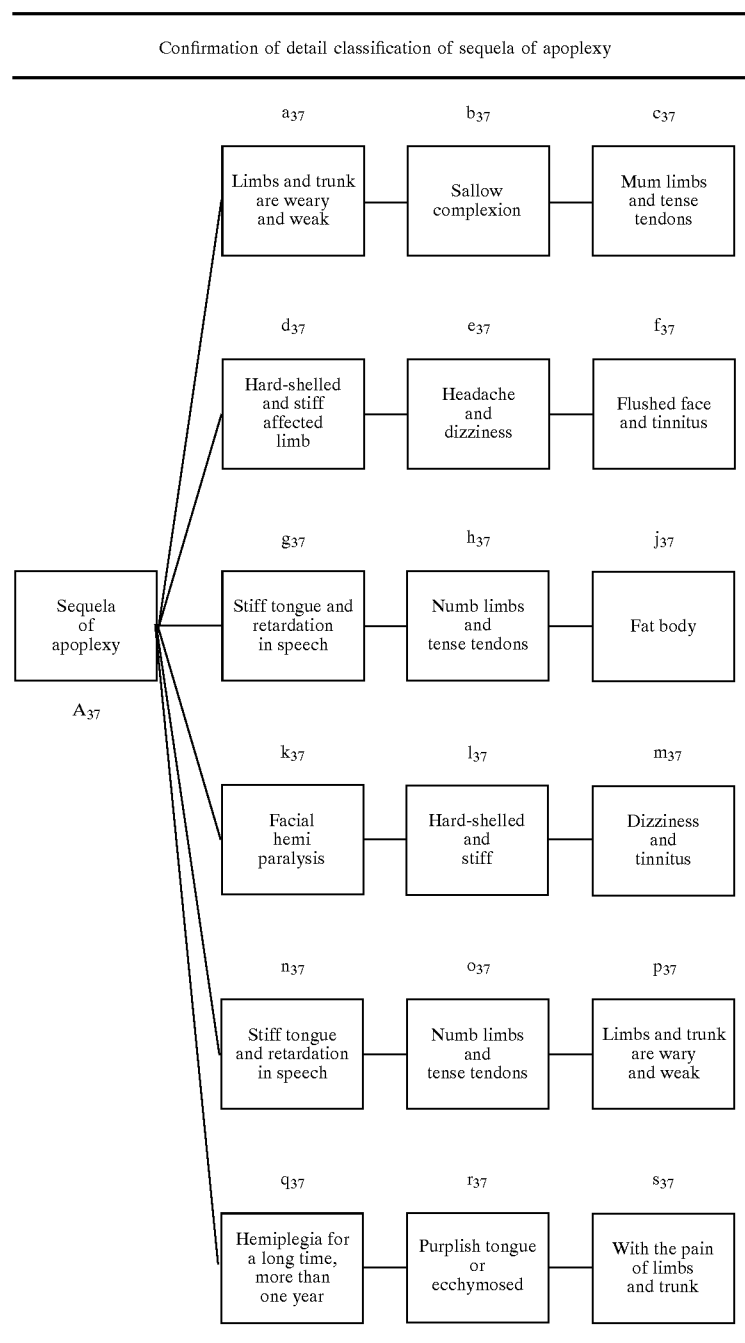 Confirmation of detail classification of sequela of apoplexy
a37
b37
c37
Limbs and trunk
are weary
and weak
Sallow
complexion
Mum limbs
and tense
tendons
d37
e37
f37
Hard-shelled
and stiff
affected
limb
Headache
and
dizziness
Flushed face
and tinnitus
g37
h37
j37
Sequela
of
apoplexy
A37
Stiff tongue and
retardation
in speech
Numb limbs
and
tense tendons
Fat body
k37
l37
m37
Facial
hemi
paralysis
Hard-shelled
and
stiff
Dizziness
and
tinnitus
n37
o37
p37
Stiff tongue
and retardation
in speech
Numb limbs
and
tense tendons
Limbs and trunk
are wary
and weak
q37
r37
s37
Hemiplegia for
a long time,
more than
one year
Purplish tongue
or
ecchymosed
With the pain
of limbs
and trunk